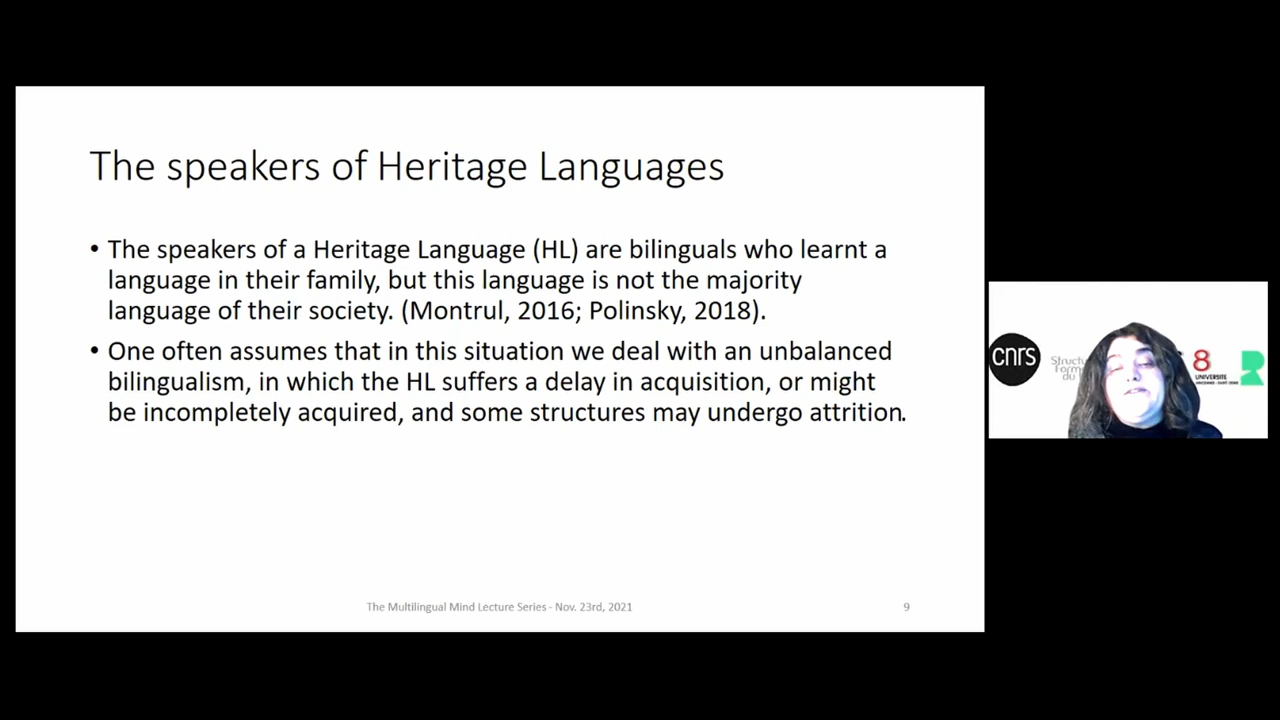 The speakers of Heritage Languages
• The speakers of a Heritage Language (HL) are bilinguals who learnt a
language in their family, but this language is not the majority
language of their society. (Montrul, 2016; Polinsky, 2018).
• One often assumes that in this situation we deal with an unbalanced
bilingualism, in which the HL suffers a delay in acquisition, or might
be incompletely acquired, and some structures may undergo attrition.
The Multilingual Mind Lecture Series - Nov. 23rd, 2021
9
cnrs
8
UNIVERSITE